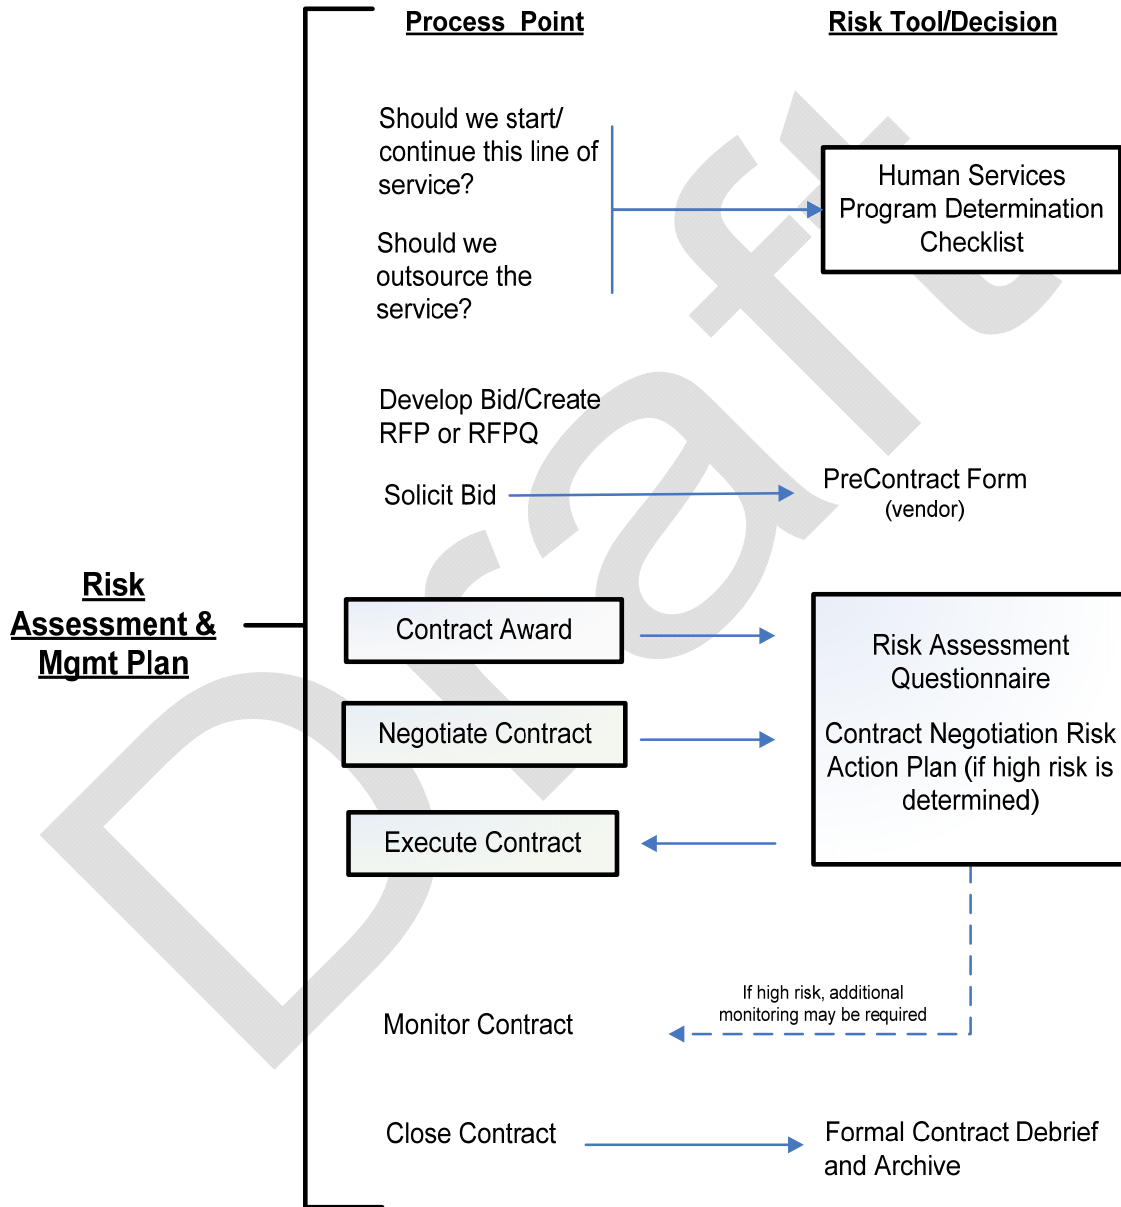 Process Point
Risk Tool/Decision
Should we start/
continue this line of
service?
Should we
outsource the
service?
Human Services
Program Determination
Checklist
Develop Bid/Create
RFP or RFPQ
Solicit Bid
PreContract Form
(vendor)
Risk
Assessment &
Mgmt Plan
Contract Award
Negotiate Contract
Execute Contract
Risk Assessment
Questionnaire
Contract Negotiation Risk
Action Plan (if high risk is
determined)
If high risk, additional
monitoring may be required
Monitor Contract
Close Contract
Formal Contract Debrief
and Archive
Draft